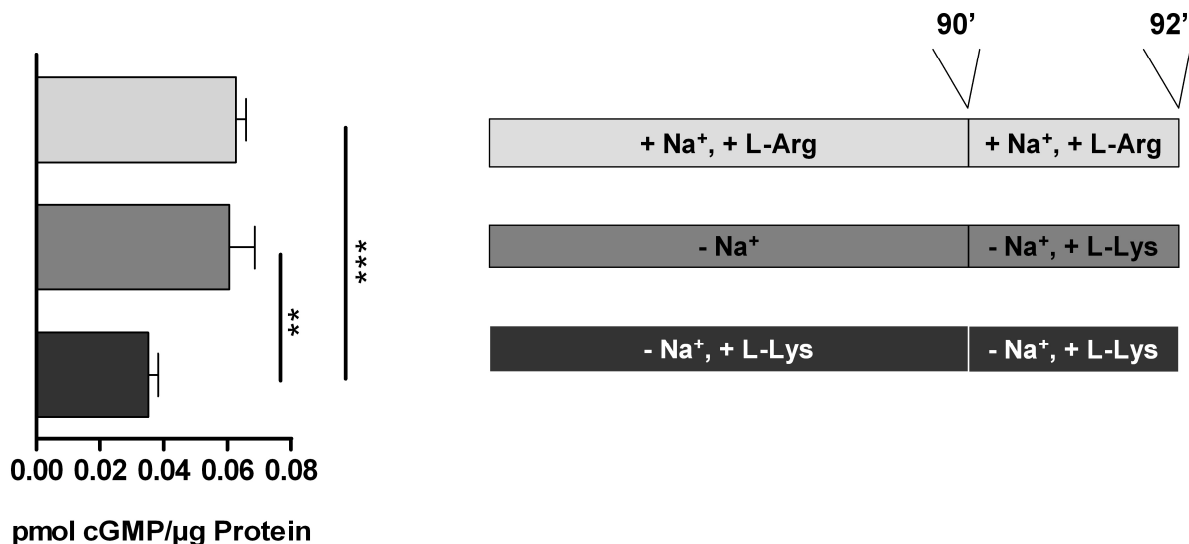 90’ 92’
+ Na⁺, + L-Arg + Na⁺, + L-Arg
***
- Na⁺ - Na⁺, + L-Lys
**
- Na⁺, + L-Lys - Na⁺, + L-Lys
0.00 0.02 0.04 0.06 0.08
pmol cGMP/µg Protein